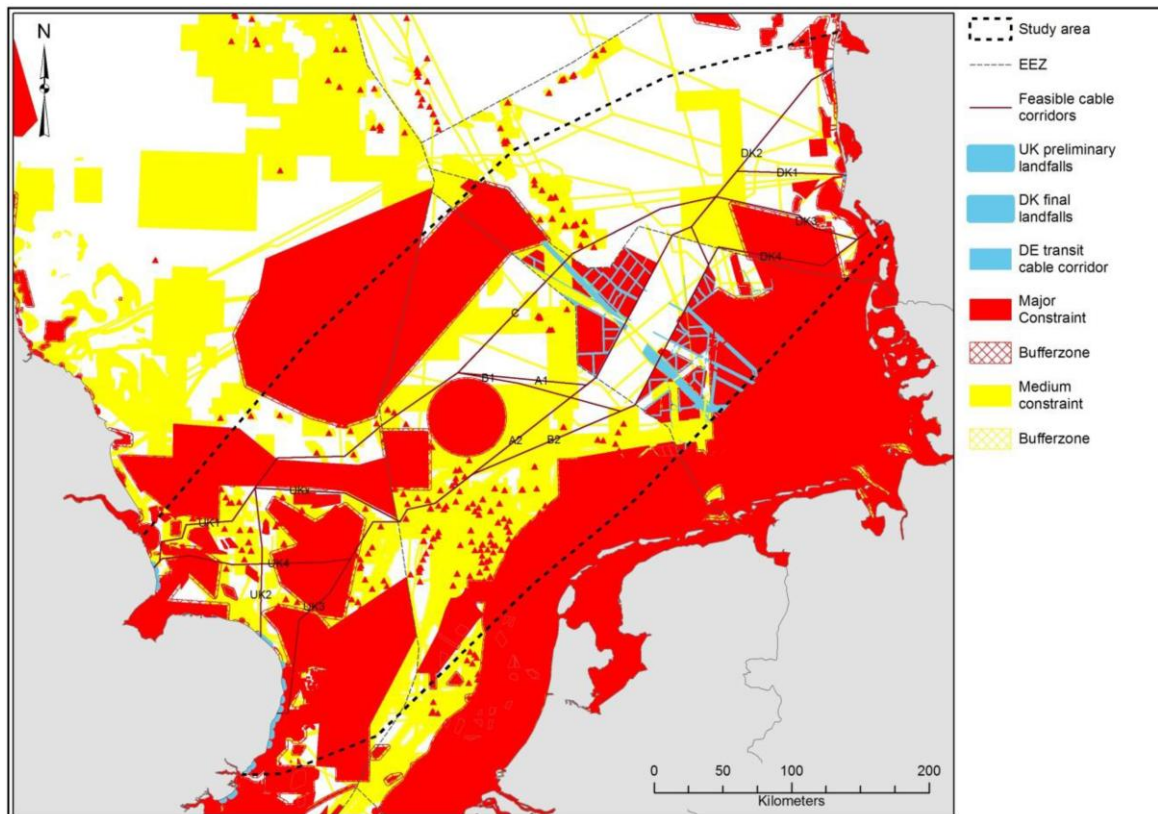 N
DK2
DK1
DK3
DK4
C
B1
A1
A2
B2
UKY
UK1
UK4
UK2
UK3
0 50 100 200
Kilometers
Study area
EEZ
Feasible cable
corridors
UK preliminary
landfalls
DK final
landfalls
DE transit
cable corridor
Major
Constraint
Bufferzone
Medium
constraint
Bufferzone